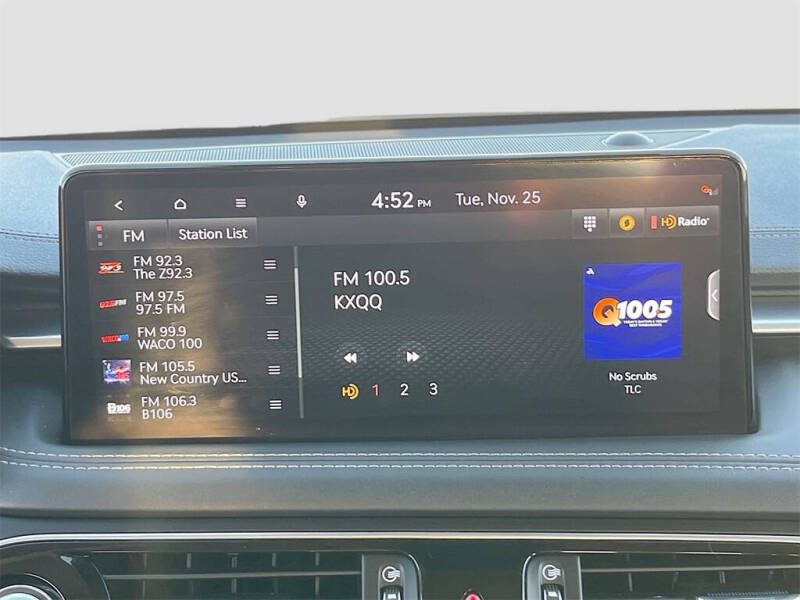 4:52 PM Tue, Nov. 25
FM Station List
HD Radio
FM 92.3
The Z92.3
FM 97.5
97.5 FM
FM 99.9
WACO 100
FM 105.5
New Country US...
FM 106.3
B106
FM 100.5
KXQQ
HD 1 2 3
Q1005
No Scrubs
TLC